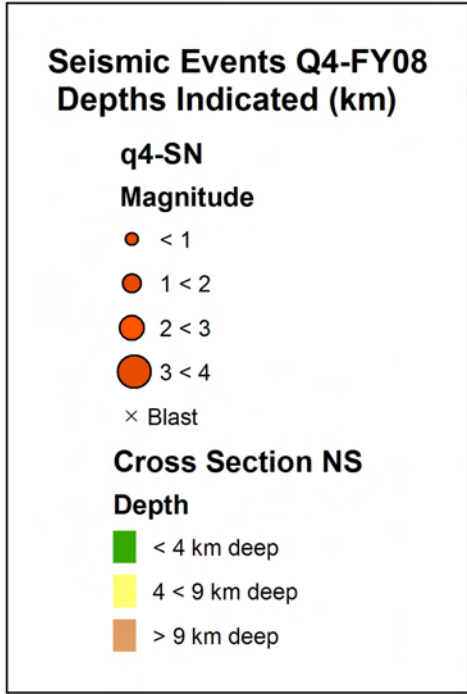 Seismic Events Q4-FY08
Depths Indicated (km)
q4-SN
Magnitude
< 1
1 < 2
2 < 3
3 < 4
× Blast
Cross Section NS
Depth
< 4 km deep
4 < 9 km deep
> 9 km deep